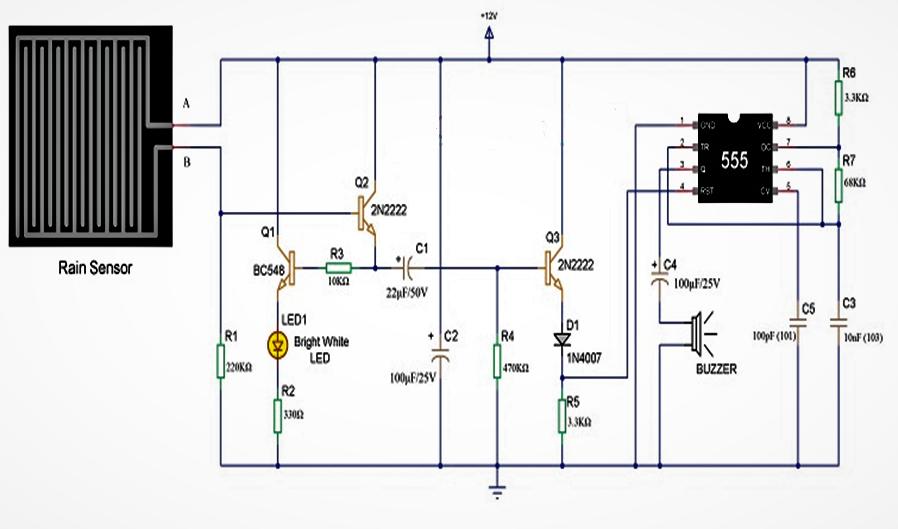 +12V
A
B
Rain Sensor
Q1
BC548
Q2
2N2222
R3
10KΩ
C1
+
22µF/50V
Q3
2N2222
LED1
Bright White
LED
R1
220KΩ
R2
330Ω
C2
+
100µF/25V
R4
470KΩ
D1
1N4007
R5
3.3KΩ
555
1
GND
2
TR
3
Q
4
RST
VCC
8
DC
7
TH
6
CV
5
R6
3.3KΩ
R7
68KΩ
C4
+
100µF/25V
BUZZER
C5
100pF (101)
C3
10nF (103)